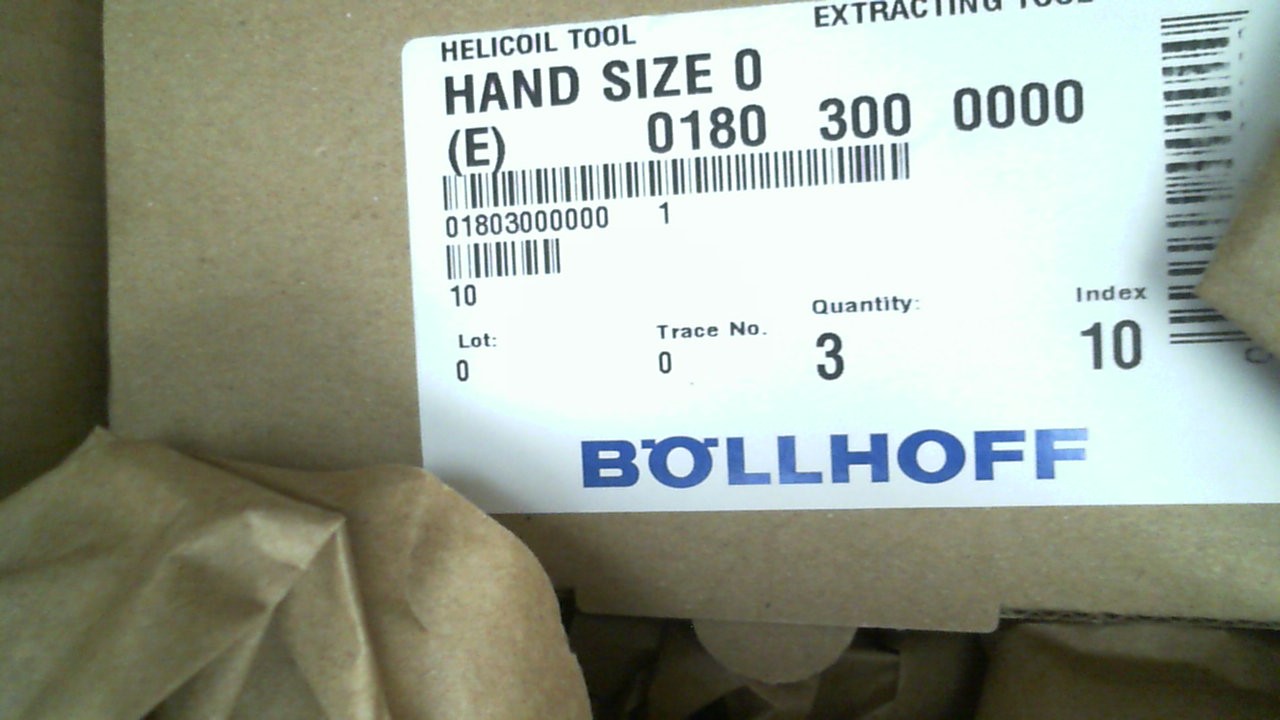 HELICOIL TOOL EXTRACTING TOOL
HAND SIZE 0
(E) 0180 300 0000
01803000000 1
10
Lot: Trace No. Quantity: Index
0 0 3 10
BÖLLHOFF